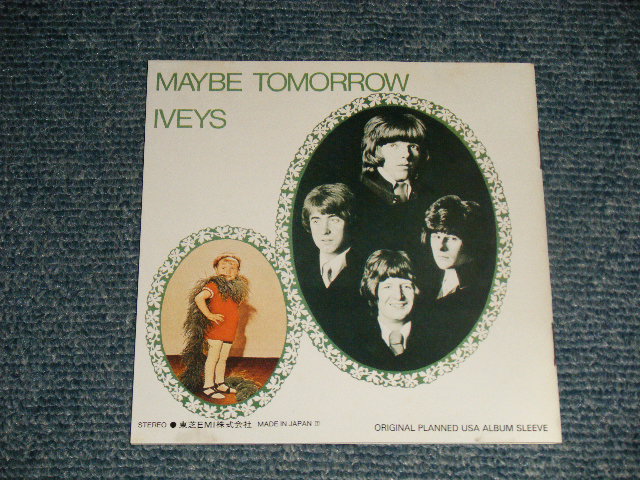 MAYBE TOMORROW
IVEYS
STEREO ● 東芝EMI株式会社 MADE IN JAPAN Ⓣ
ORIGINAL PLANNED USA ALBUM SLEEVE